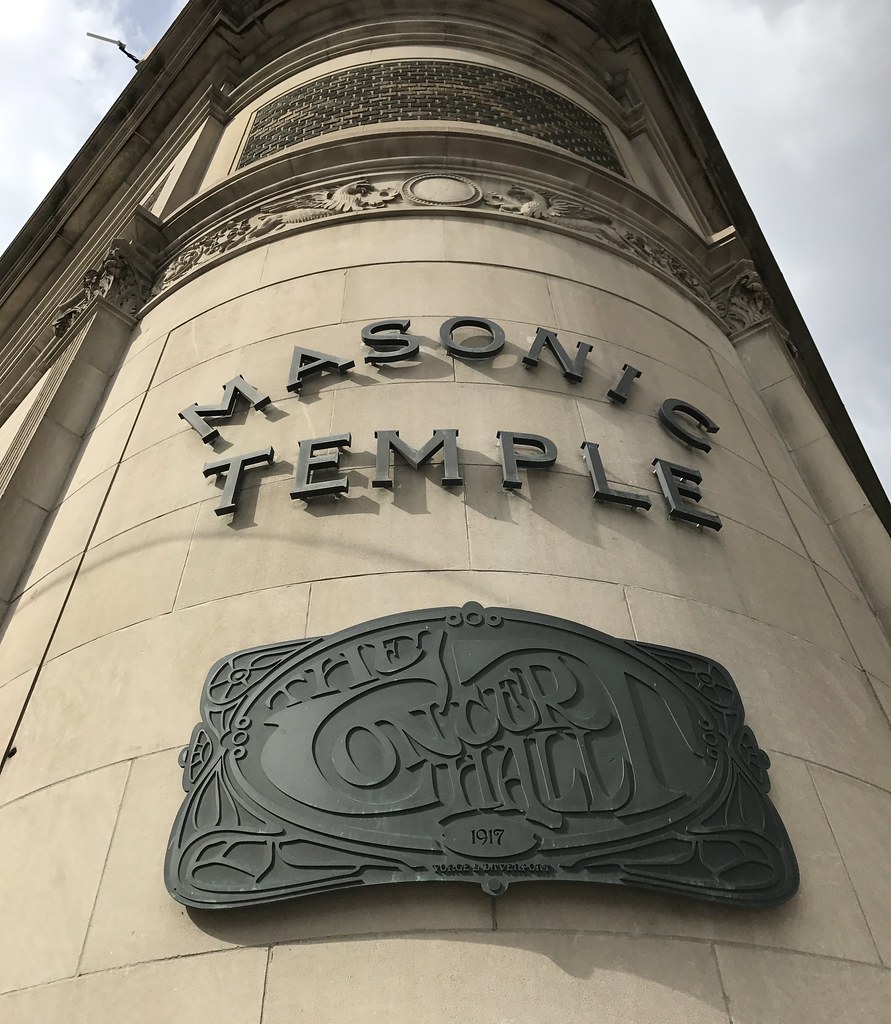 MASONIC
TEMPLE
THE
CONCERT
HALL
1917